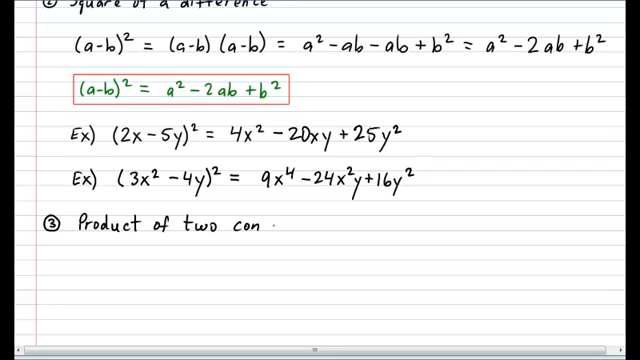 ② Square of a difference
(a-b)² = (a-b) (a-b) = a² - ab - ab + b² = a² - 2ab + b²
(a-b)² = a² - 2ab + b²
Ex) (2x - 5y)² = 4x² - 20xy + 25y²
Ex) (3x² - 4y)² = 9x⁴ - 24x²y + 16y²
③ Product of two con